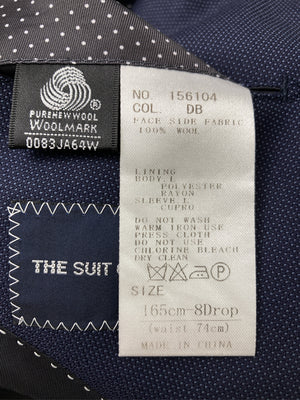 PURE NEW WOOL
WOOLMARK
0083JA64W
THE SUIT
NO 156104
COL. DB
FACE SIDE FABRIC
100% WOOL
LINING
BODY.L
POLYESTER
RAYON
SLEEVE L
CUPRO
DO NOT WASH
WARM IRON USE
PRESS CLOTH
DO NOT USE
CHLORINE BLEACH
DRY CLEAN
SIZE
165cm-8Drop
(waist 74cm)
MADE IN CHINA